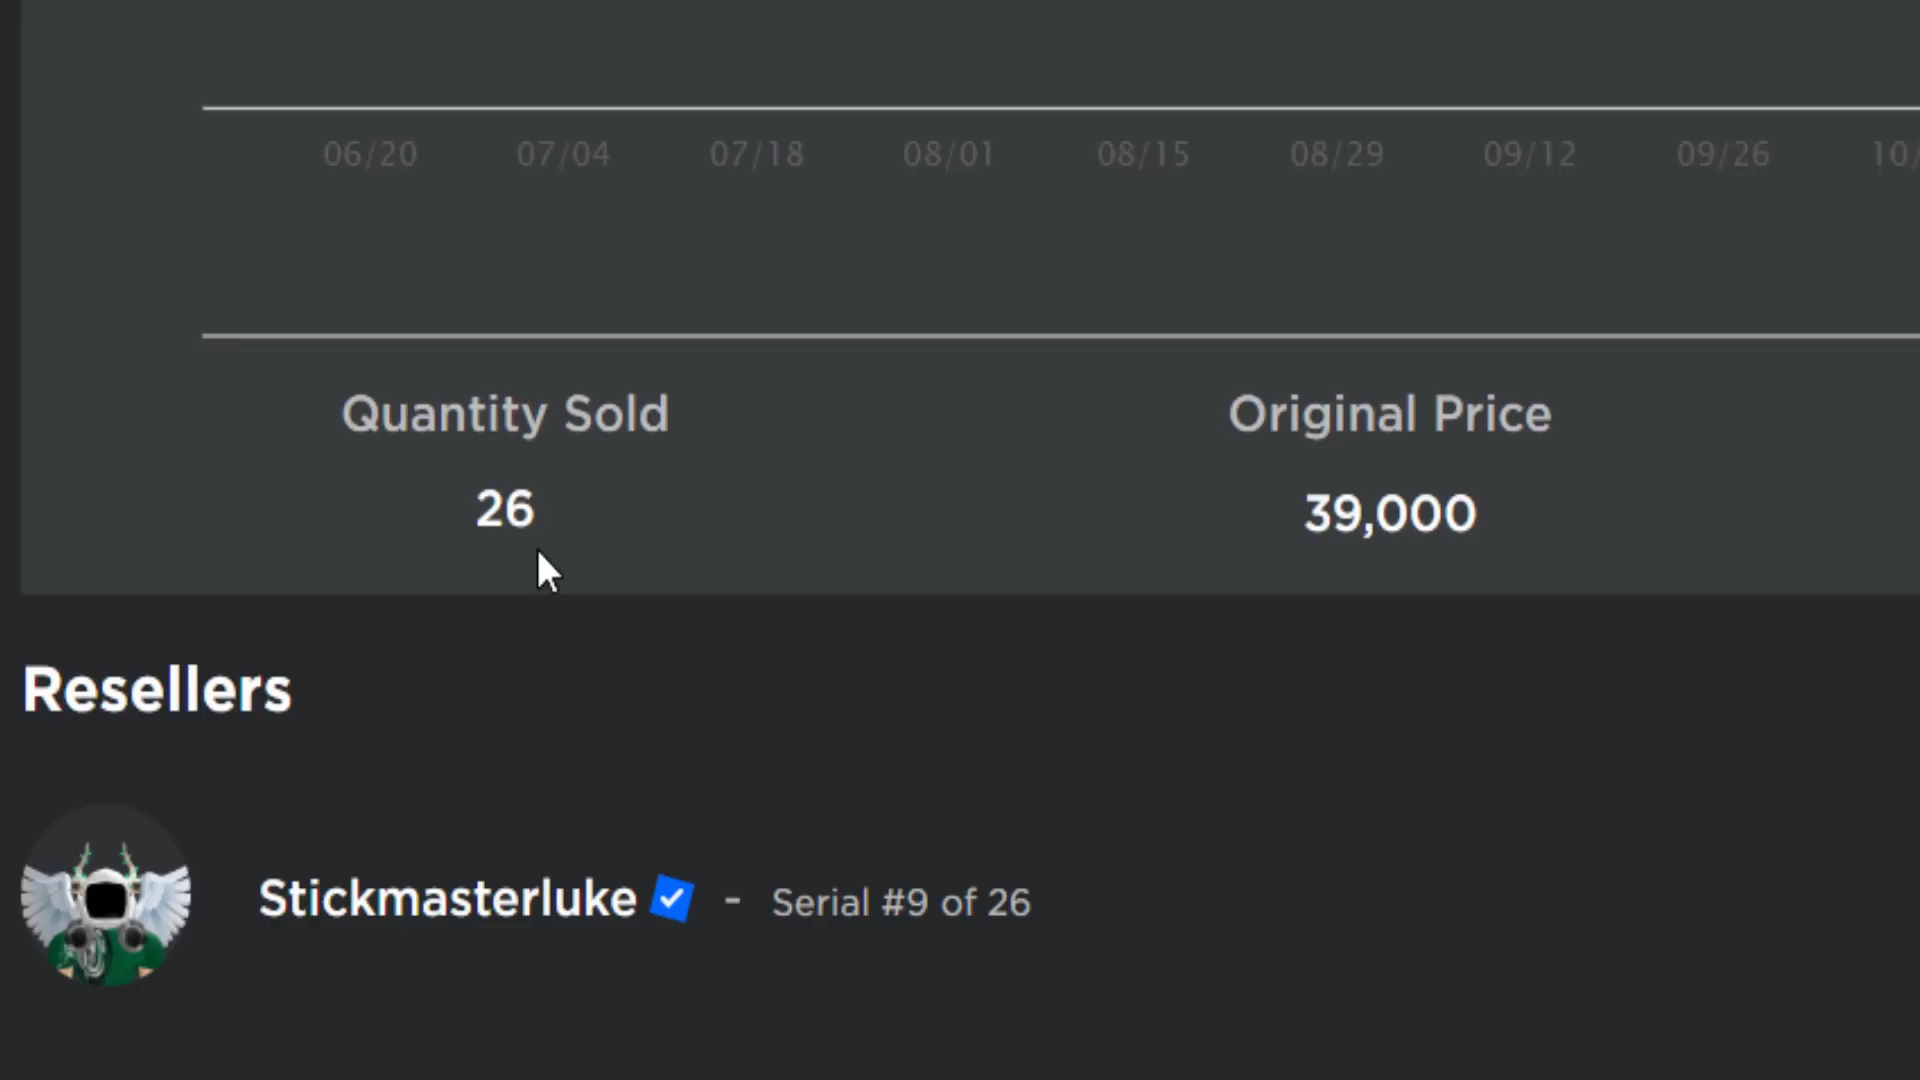 06/20 07/04 07/18 08/01 08/15 08/29 09/12 09/26 10/
Quantity Sold Original Price
26 39,000
Resellers
Stickmasterluke - Serial #9 of 26